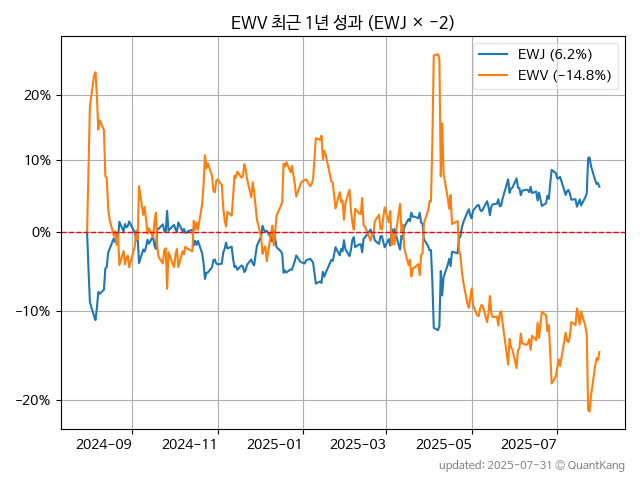 EWV 최근 1년 성과 (EWJ × −2)
EWJ (6.2%)
EWV (−14.8%)
20%
10%
0%
−10%
−20%
2024−09
2024−11
2025−01
2025−03
2025−05
2025−07
updated: 2025-07-31 © QuantKang